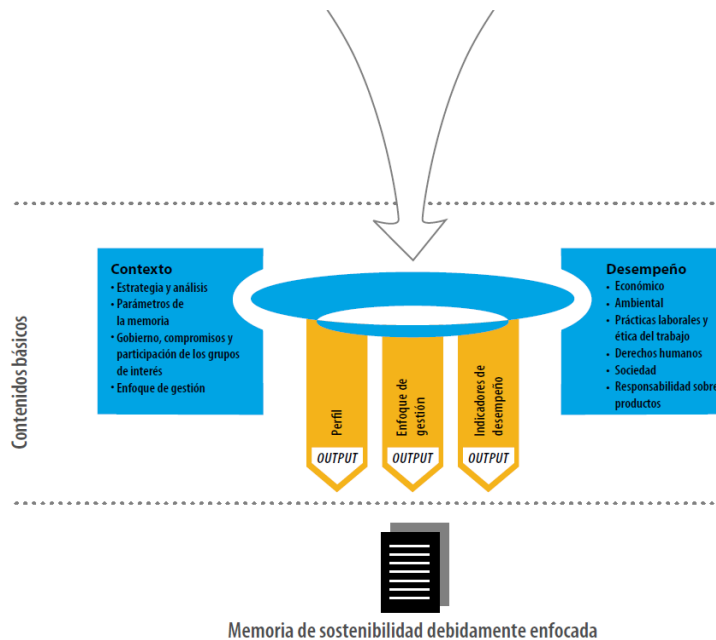 Contenidos básicos
Contexto
• Estrategia y análisis
• Parámetros de
la memoria
• Gobierno, compromisos y
participación de los grupos
de interés
• Enfoque de gestión
Perfil
OUTPUT
Enfoque de
gestión
OUTPUT
Indicadores de
desempeño
OUTPUT
Desempeño
• Económico
• Ambiental
• Prácticas laborales y
ética del trabajo
• Derechos humanos
• Sociedad
• Responsabilidad sobre
productos
Memoria de sostenibilidad debidamente enfocada